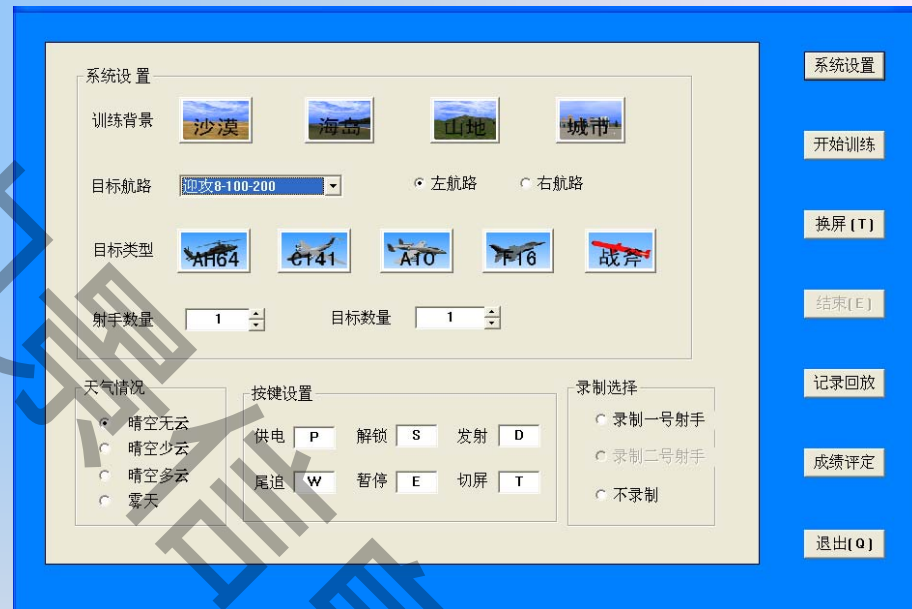 系统设 置
训练背景 沙漠 海岛 山地 城市
目标航路 迎攻8-100-200 左航路 右航路
目标类型 AH64 C141 A10 F16 战斧
射手数量 1 目标数量 1
天气情况
晴空无云
晴空少云
晴空多云
雾天
按键设置
供电 P 解锁 S 发射 D
尾追 W 暂停 E 切屏 T
录制选择
录制一号射手
录制二号射手
不录制
系统设置
开始训练
换屏(T)
结束(E)
记录回放
成绩评定
退出(Q)